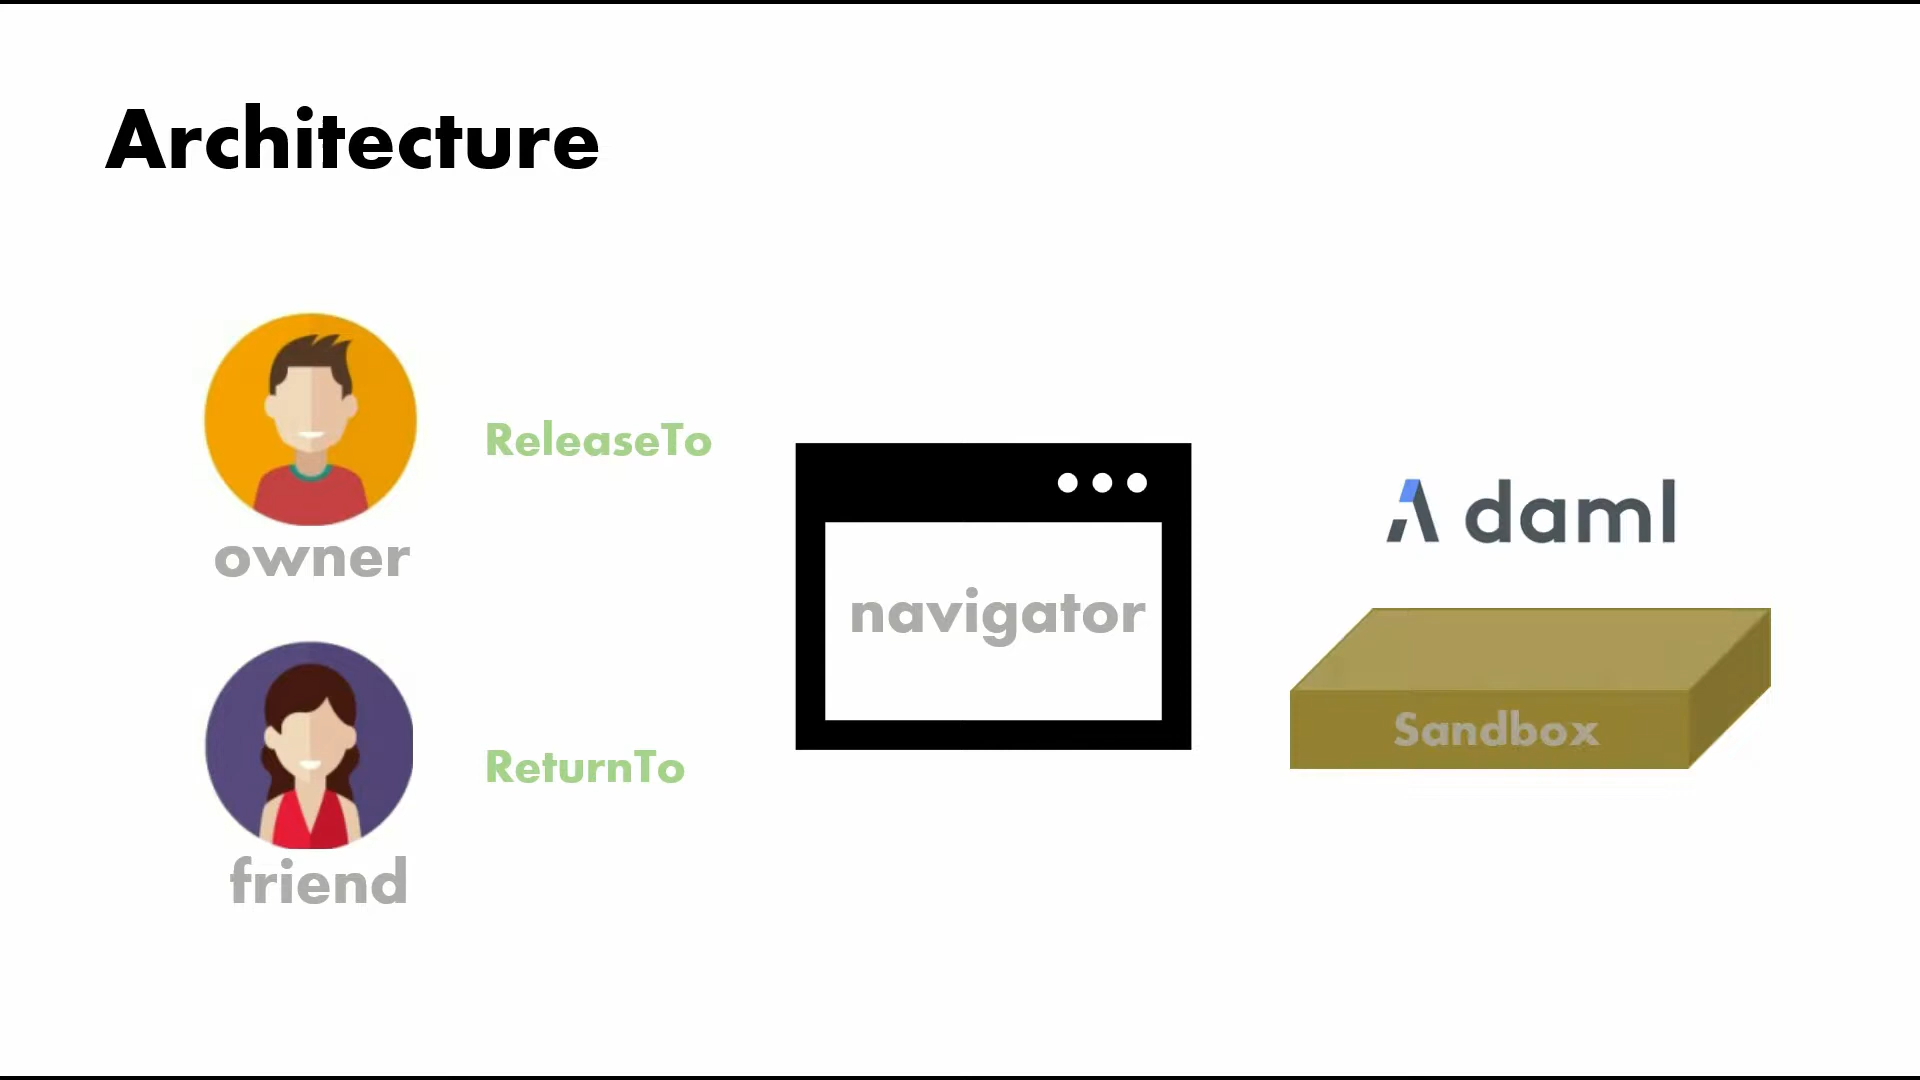 Architecture
ReleaseTo
owner
navigator
daml
Sandbox
ReturnTo
friend